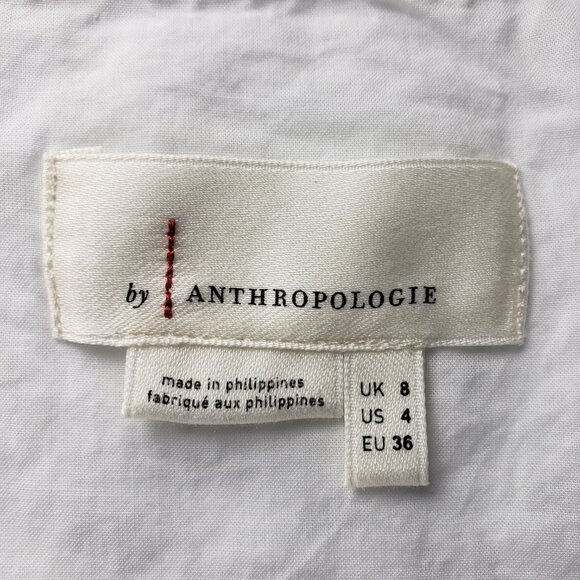 by ANTHROPOLOGIE
made in philippines
fabriqué aux philippines
UK 8
US 4
EU 36